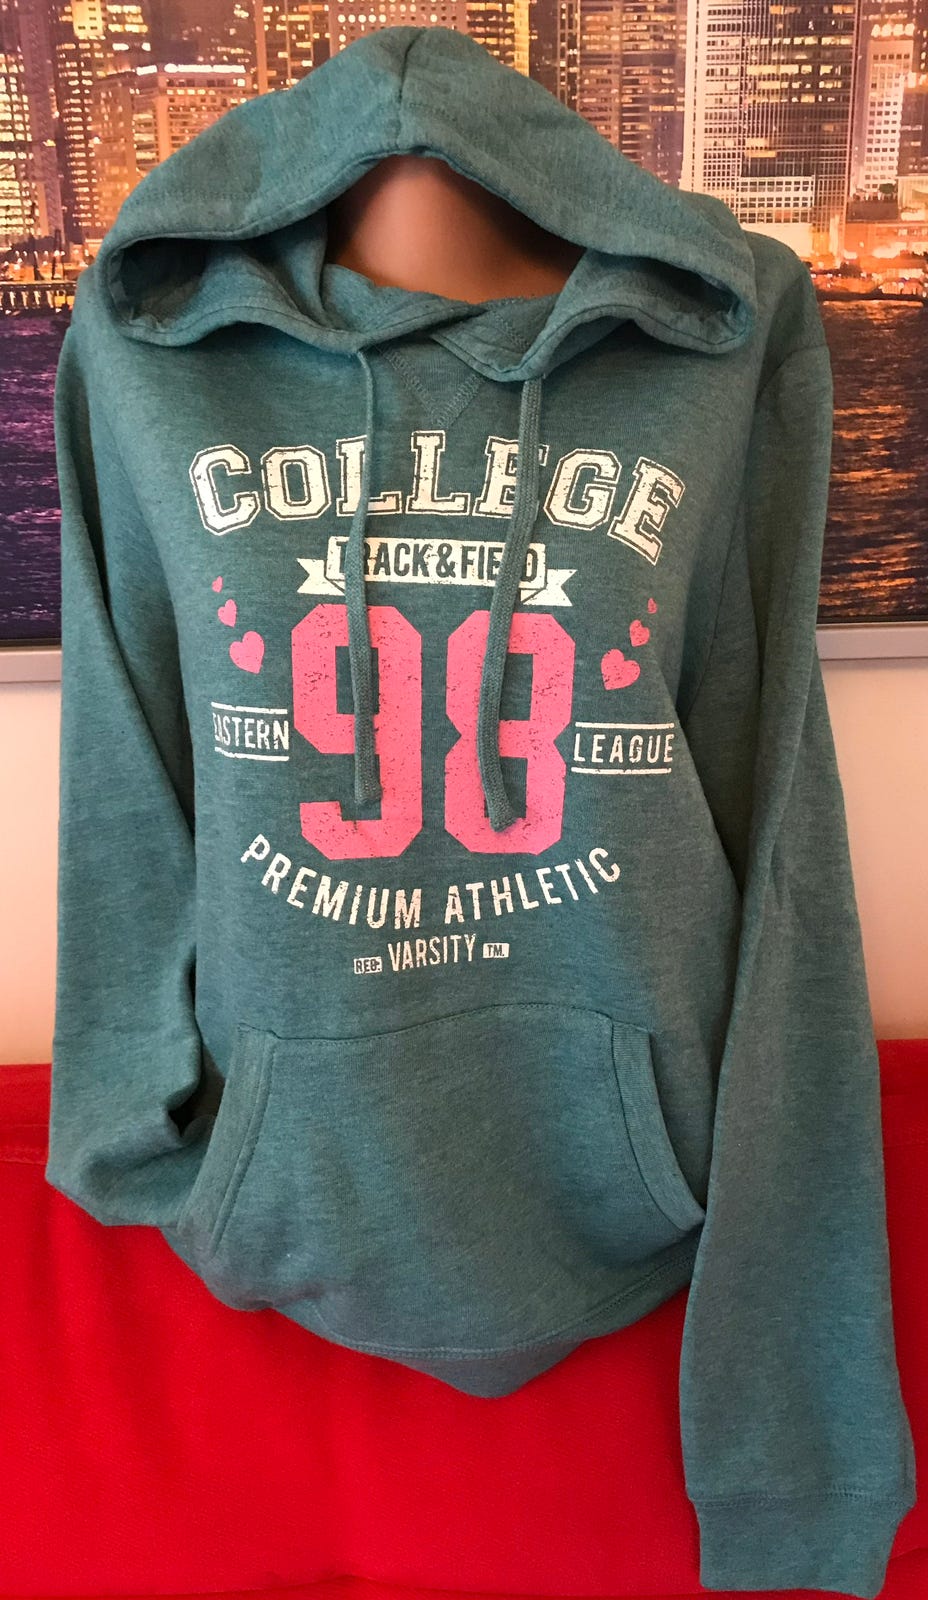 COLLEGE
TRACK & FIELD
98
EASTERN LEAGUE
PREMIUM ATHLETIC
REG. VARSITY TM.